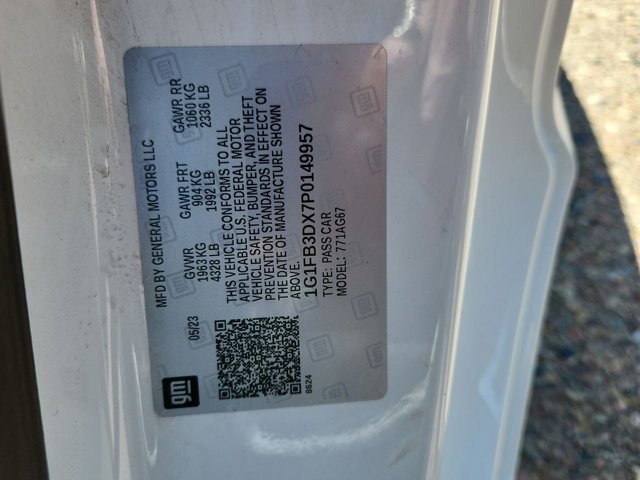 MFD BY GENERAL MOTORS LLC
05/23
GVWR GAWR FRT GAWR RR
1963 KG 904 KG 1060 KG
4328 LB 1992 LB 2336 LB
THIS VEHICLE CONFORMS TO ALL
APPLICABLE U.S. FEDERAL MOTOR
VEHICLE SAFETY, BUMPER, AND THEFT
PREVENTION STANDARDS IN EFFECT ON
THE DATE OF MANUFACTURE SHOWN
ABOVE.
1G1FB3DX7P0149957
TYPE: PASS CAR
MODEL: 771AG67
gm
8624